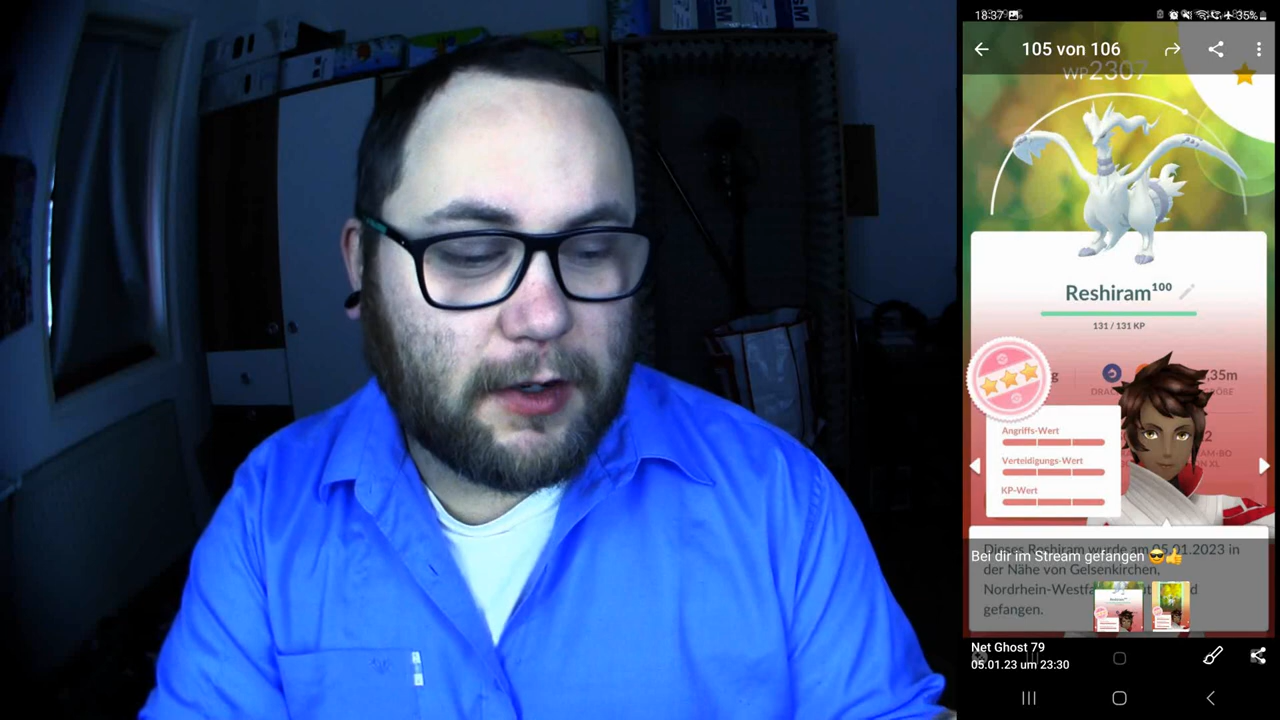 18:37
35%
105 von 106
WP2307
Reshiram¹⁰⁰
131 / 131 KP
g
,35m
Angriffs-Wert
Verteidigungs-Wert
KP-Wert
Dieses Reshiram wurde am 05.01.2023 in
Bei dir im Stream gefangen 😎👍
der Nähe von Gelsenkirchen,
gefangen.
Net Ghost 79
05.01.23 um 23:30